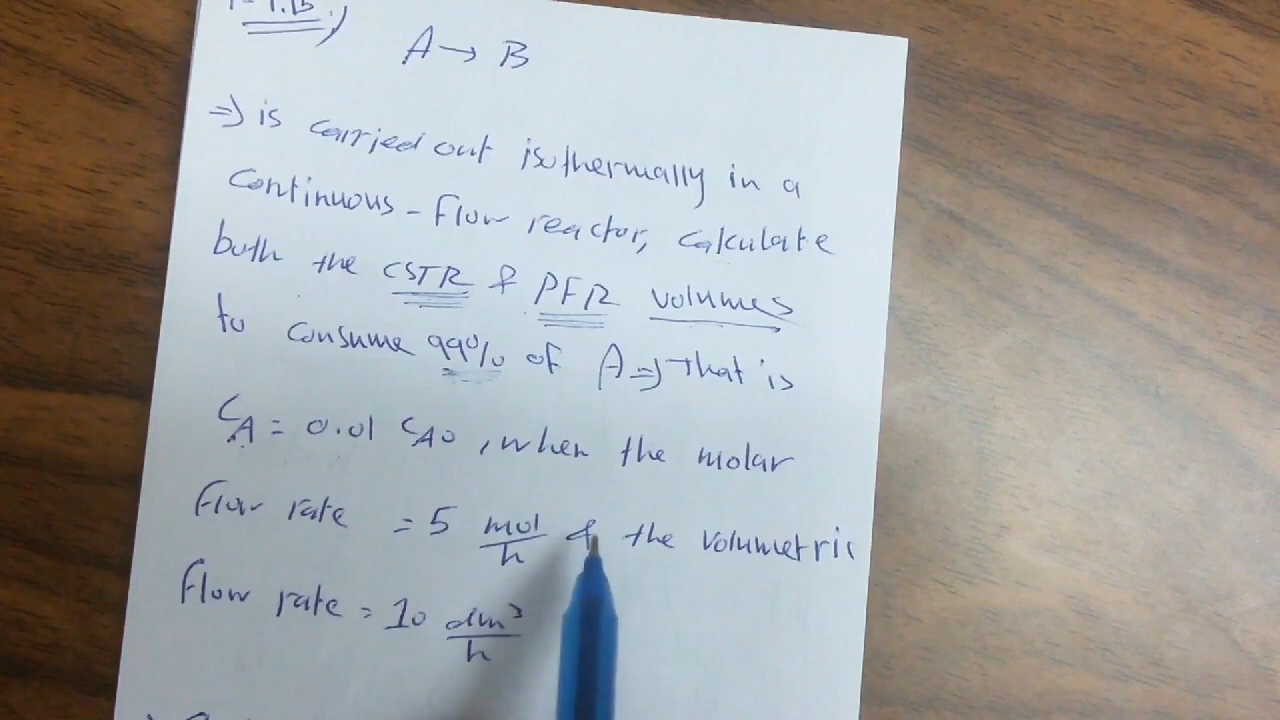 A → B
⇒ is carried out isothermally in a
continuous - flow reactor, calculate
both the CSTR & PFR volumes
to consume 99% of A ⇒ that is
CA = 0.01 CA0 , when the molar
flow rate = 5 mol/h & the volumetric
flow rate = 10 dm³/h